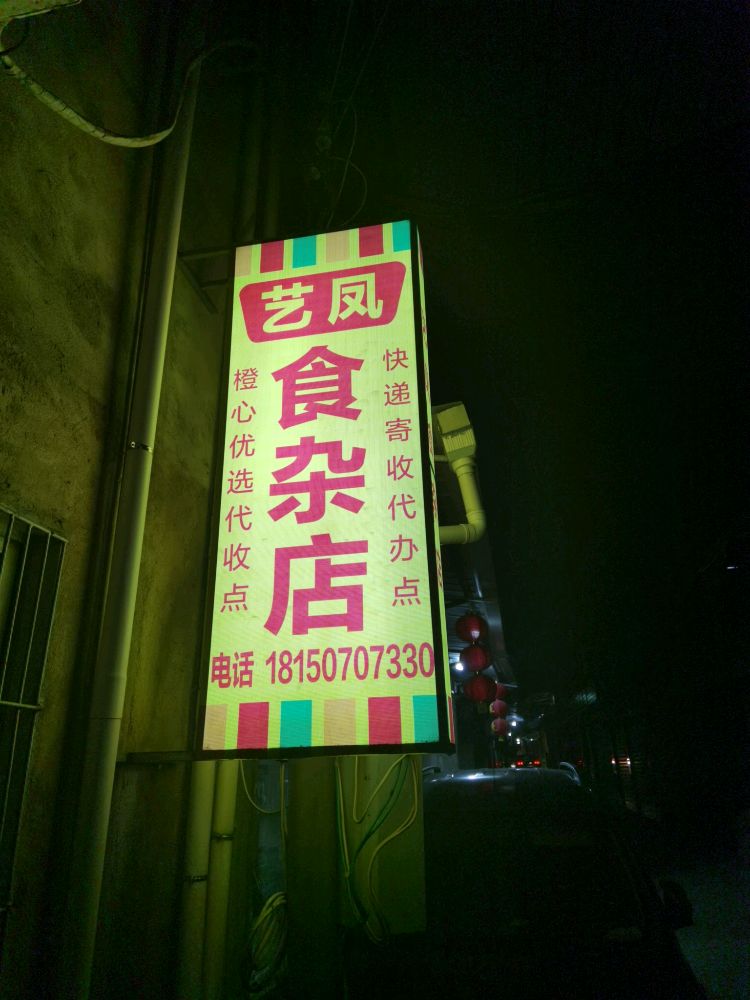 艺凤
食杂店
快递寄收代办点
橙心优选代收点
电话 18150707330